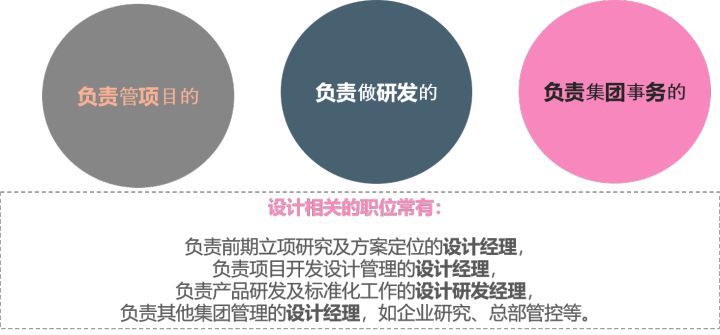 负责管项目的
负责做研发的
负责集团事务的
设计相关的职位常有：
负责前期立项研究及方案定位的设计经理，
负责项目开发设计管理的设计经理，
负责产品研发及标准化工作的设计研发经理，
负责其他集团管理的设计经理，如企业研究、总部管控等。